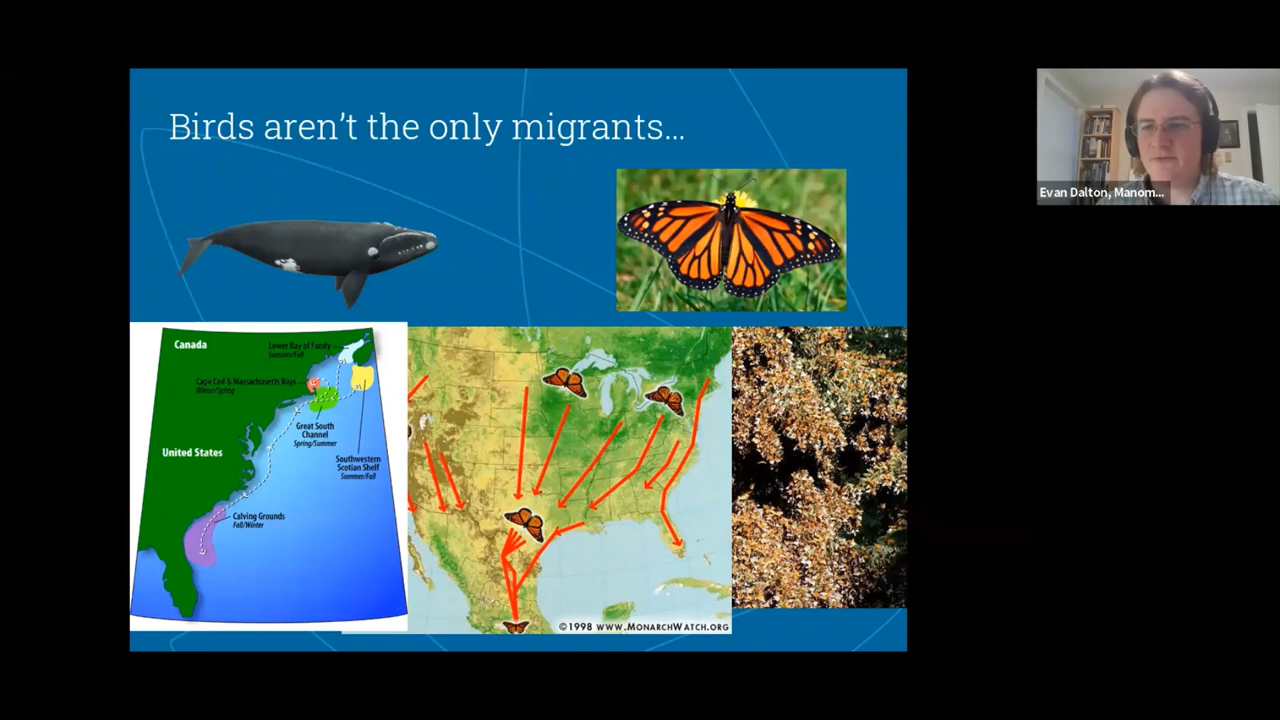 Birds aren't the only migrants...
Evan Dalton, Manom...
Canada
Lower Bay of Fundy
Summer/Fall
Cape Cod & Massachusetts Bays
Winter/Spring
Great South
Channel
Spring/Summer
United States
Southwestern
Scotian Shelf
Summer/Fall
Calving Grounds
Fall/Winter
©1998 WWW.MONARCHWATCH.ORG